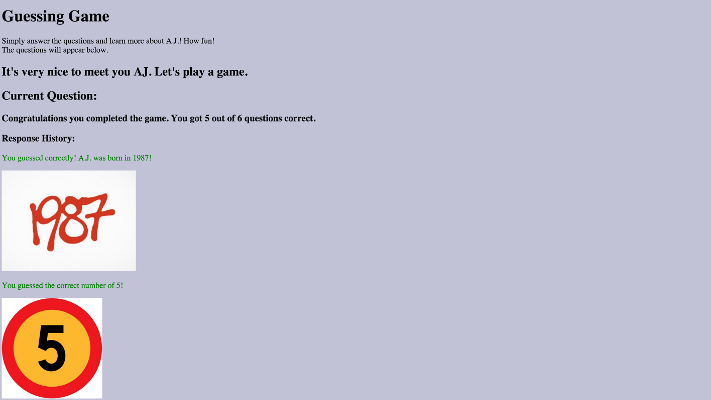 Guessing Game
Simply answer the questions and learn more about A.J.! How fun!
The questions will appear below.
It's very nice to meet you AJ. Let's play a game.
Current Question:
Congratulations you completed the game. You got 5 out of 6 questions correct.
Response History:
You guessed correctly! A.J. was born in 1987!
1987
You guessed the correct number of 5!
5